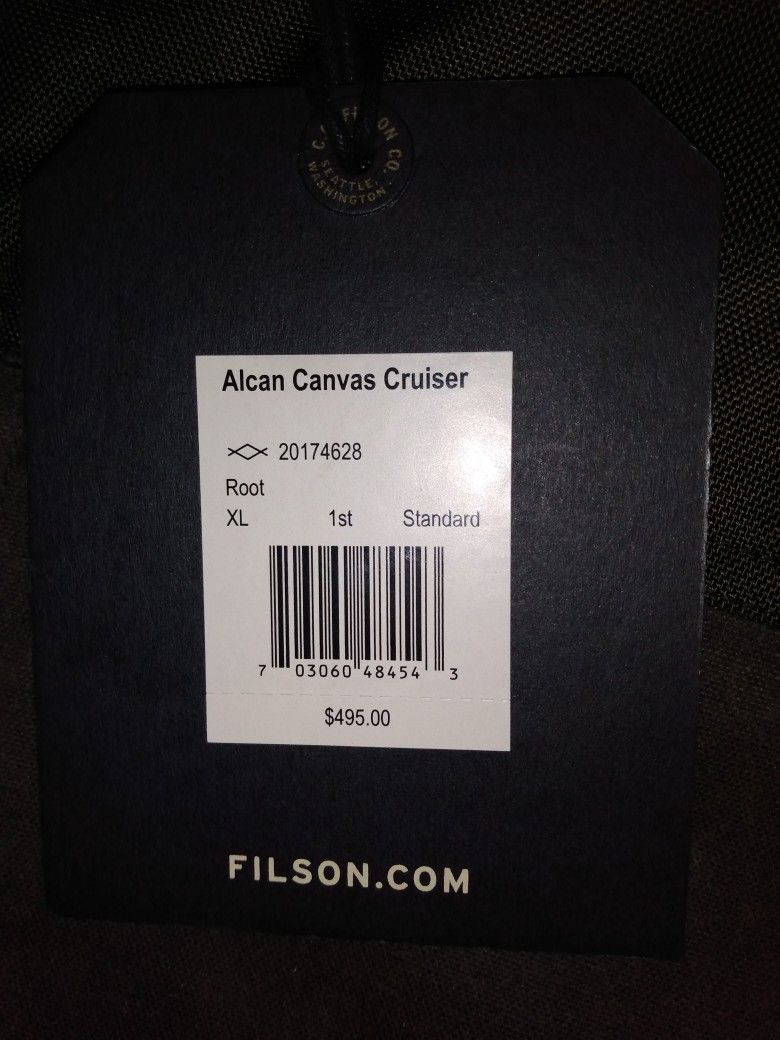 C.C. FILSON CO.
SEATTLE,
WASHINGTON
Alcan Canvas Cruiser
20174628
Root
XL 1st Standard
7 03060 48454 3
$495.00
FILSON.COM